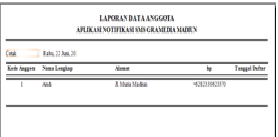 LAPORAN DATA ANGGOTA
APLIKASI NOTIFIKASI SMS GRAMEDIA MADIUN
Cetak Rabu, 22 Juni, 20
Kode Anggota Nama Lengkap Alamat hp Tanggal Daftar
1 Andi Jl. Muria Madiun